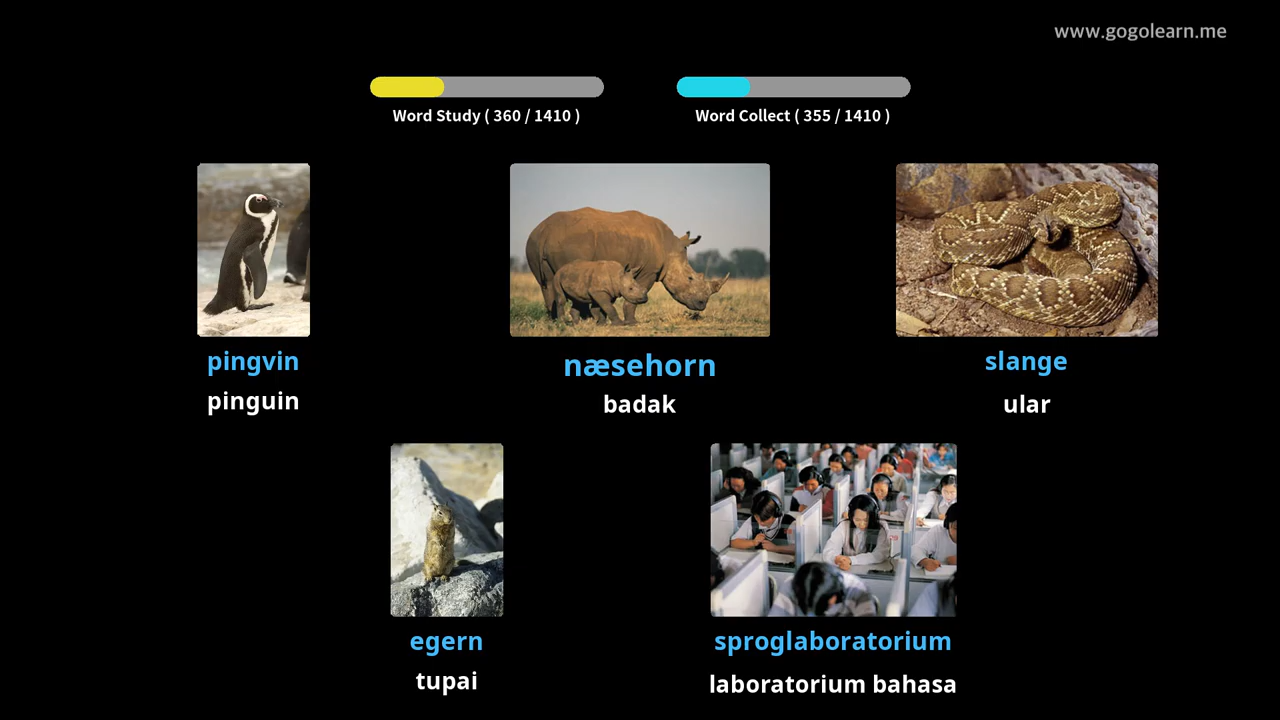 www.gogolearn.me
Word Study ( 360 / 1410 )
Word Collect ( 355 / 1410 )
pingvin
pinguin
næsehorn
badak
slange
ular
egern
tupai
sproglaboratorium
laboratorium bahasa